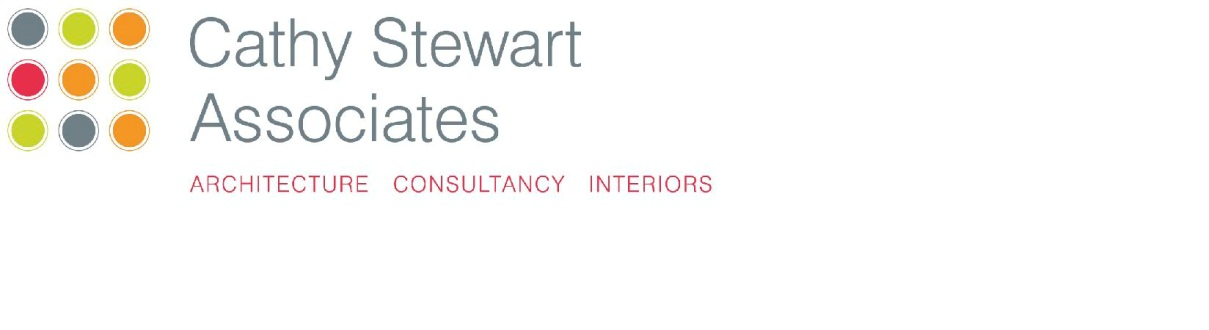 Cathy Stewart
Associates
ARCHITECTURE CONSULTANCY INTERIORS